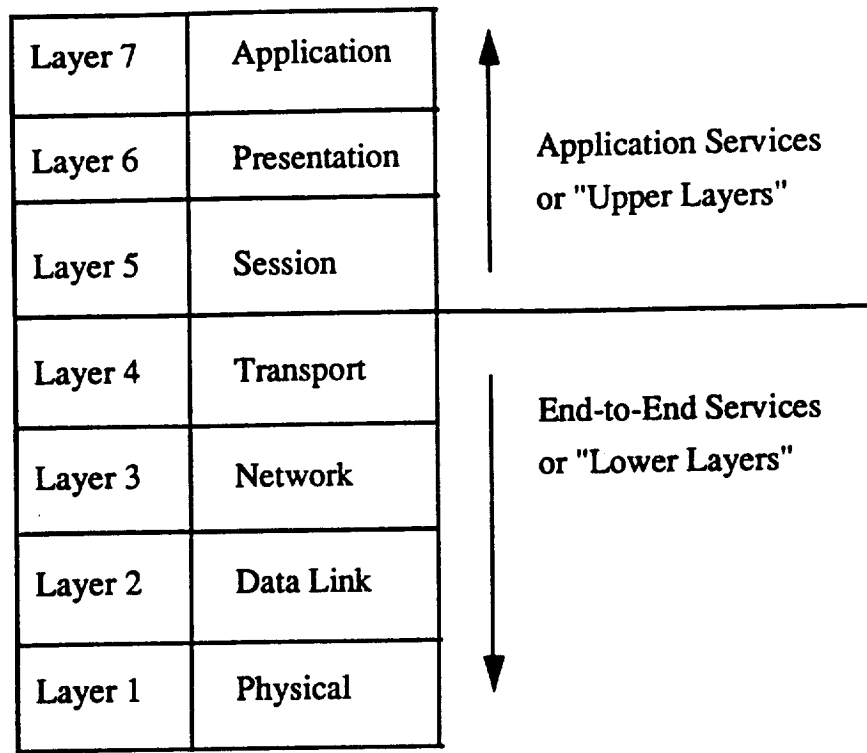 Layer 7 Application
Layer 6 Presentation
Layer 5 Session
Layer 4 Transport
Layer 3 Network
Layer 2 Data Link
Layer 1 Physical
Application Services
or "Upper Layers"
End-to-End Services
or "Lower Layers"